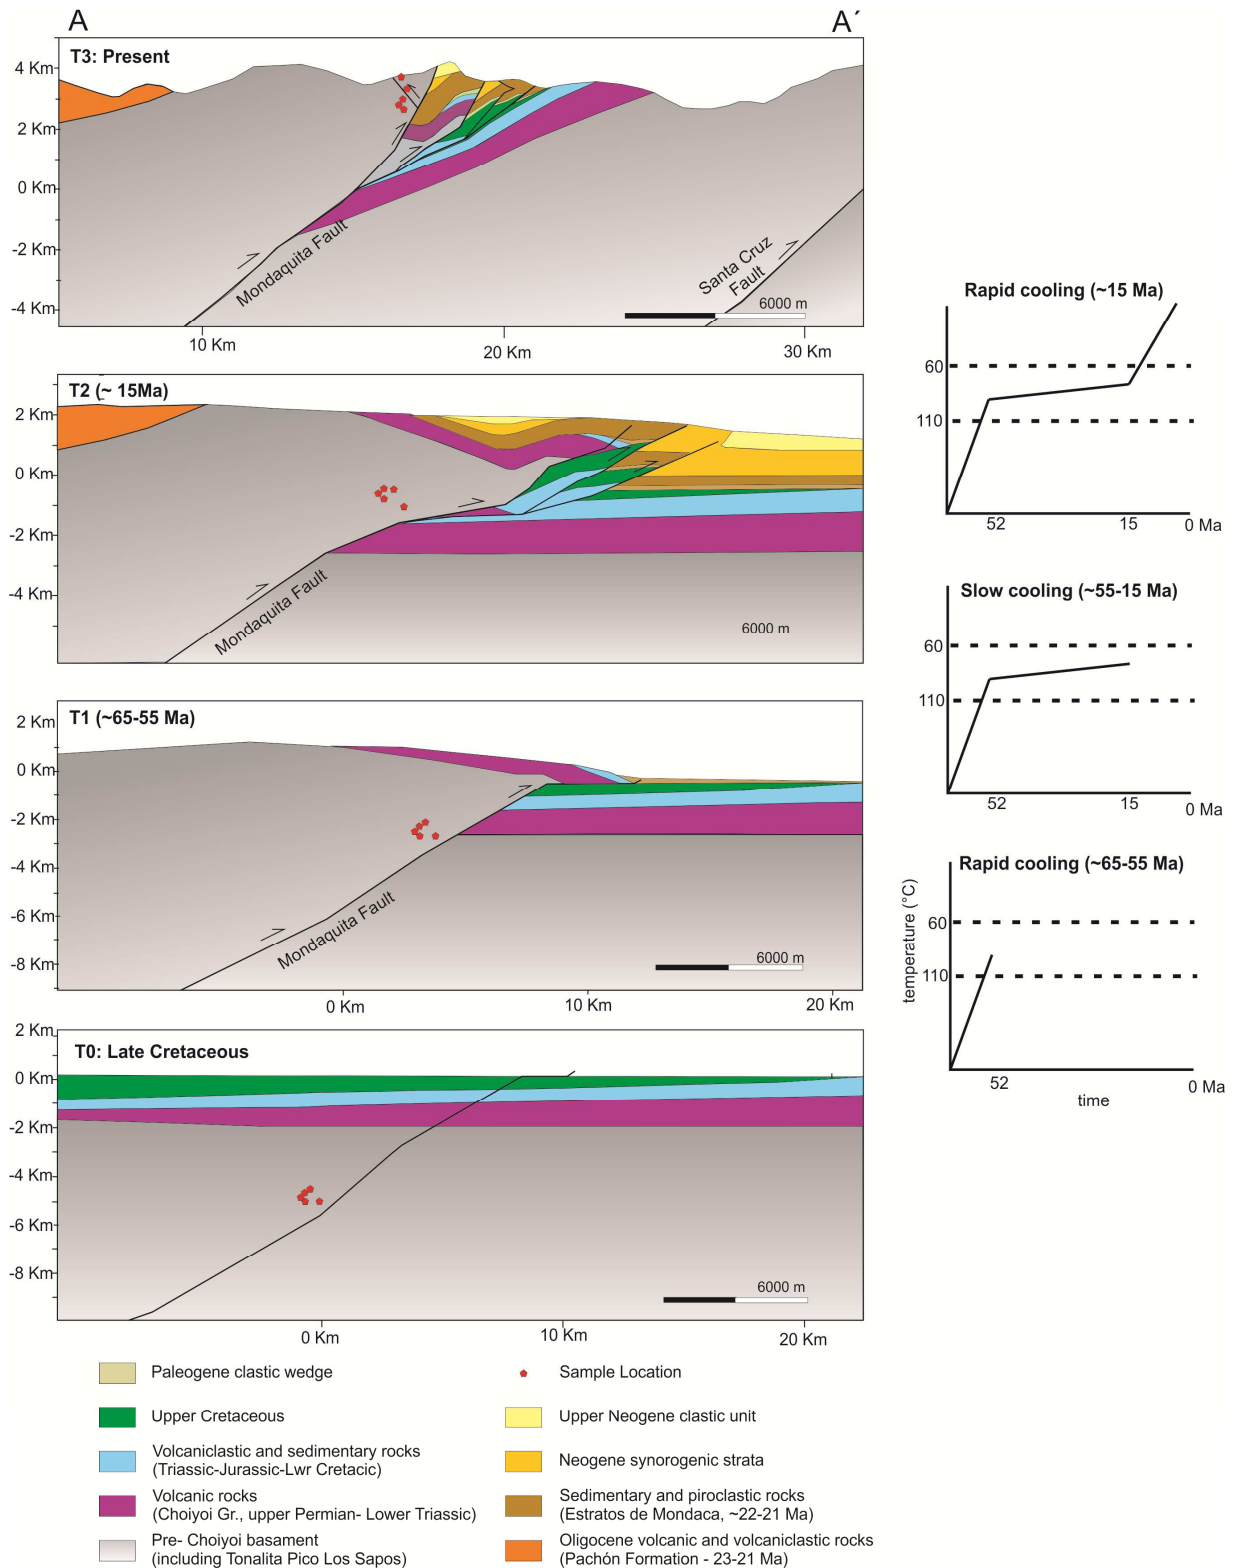 A
A´
T3: Present
4 Km
2 Km
0 Km
-2 Km
-4 Km
Mondaquita Fault
Santa Cruz
Fault
6000 m
10 Km
20 Km
30 Km
T2 (~ 15Ma)
2 Km
0 Km
-2 Km
-4 Km
Mondaquita Fault
6000 m
T1 (~65-55 Ma)
2 Km
0 Km
-2 Km
-4 Km
-6 Km
-8 Km
Mondaquita Fault
6000 m
0 Km
10 Km
20 Km
T0: Late Cretaceous
2 Km
0 Km
-2 Km
-4 Km
-6 Km
-8 Km
6000 m
0 Km
10 Km
20 Km
Rapid cooling (~15 Ma)
60
110
52
15
0 Ma
Slow cooling (~55-15 Ma)
60
110
52
15
0 Ma
Rapid cooling (~65-55 Ma)
temperature (°C)
60
110
52
0 Ma
time
Paleogene clastic wedge
Upper Cretaceous
Volcaniclastic and sedimentary rocks
(Triassic-Jurassic-Lwr Cretacic)
Volcanic rocks
(Choiyoi Gr., upper Permian- Lower Triassic)
Pre- Choiyoi basament
(including Tonalita Pico Los Sapos)
Sample Location
Upper Neogene clastic unit
Neogene synorogenic strata
Sedimentary and piroclastic rocks
(Estratos de Mondaca, ~22-21 Ma)
Oligocene volcanic and volcaniclastic rocks
(Pachón Formation - 23-21 Ma)